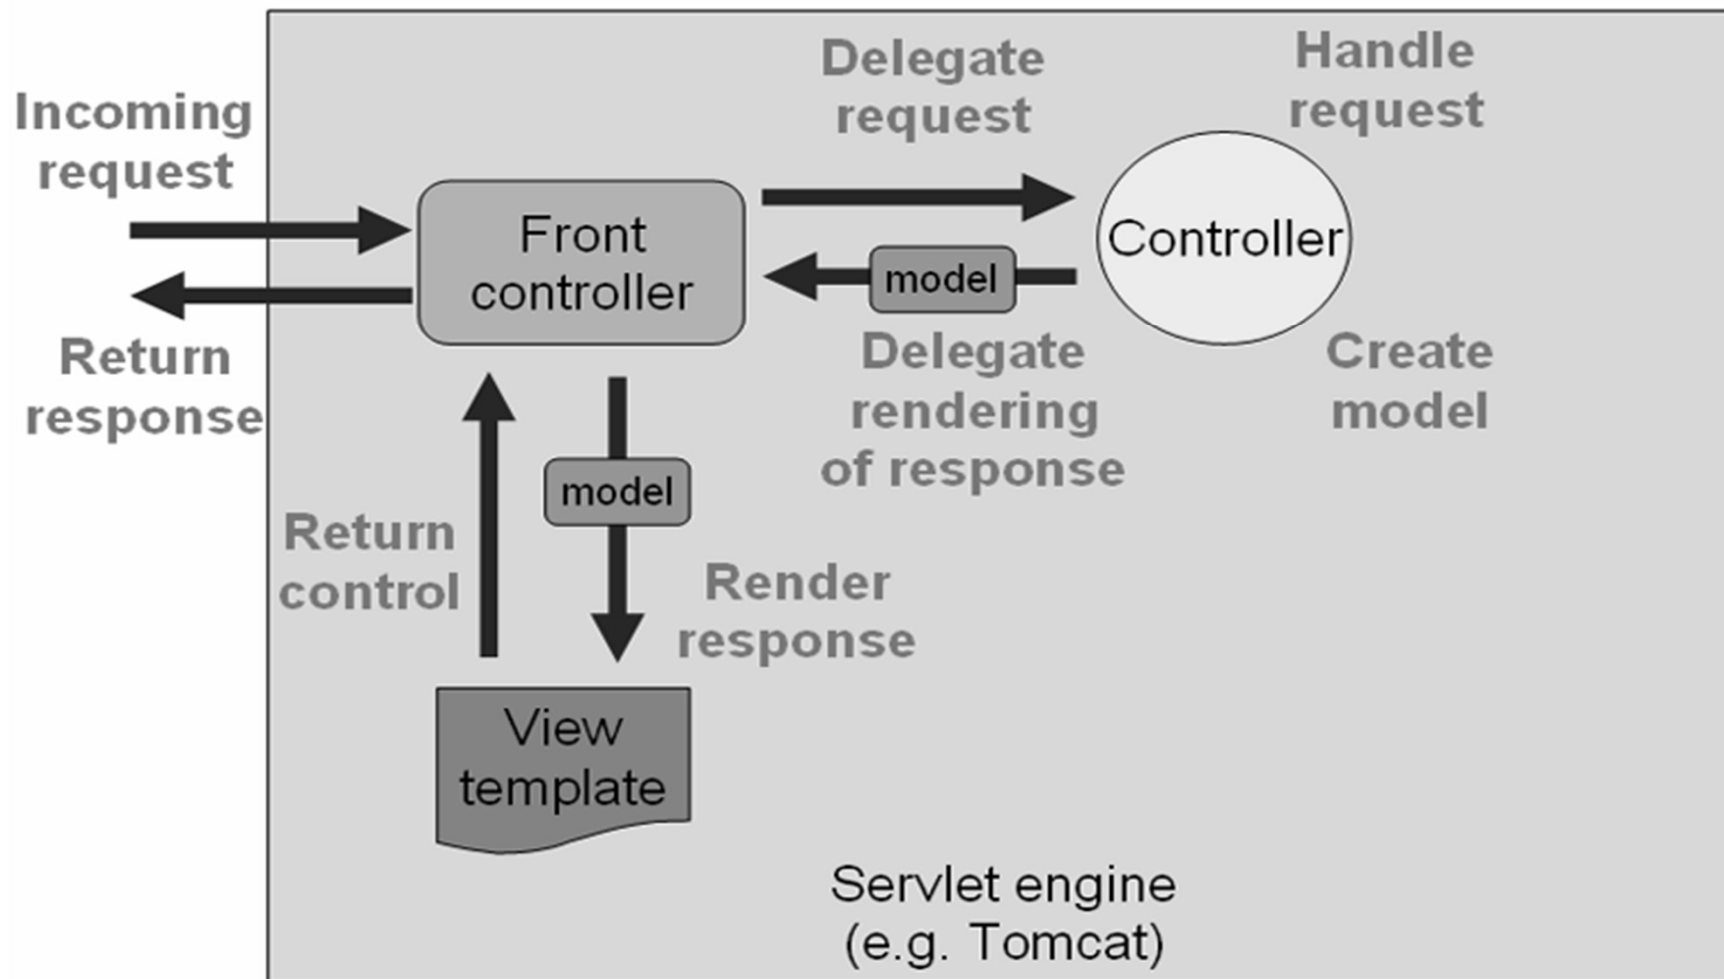 Incoming
request
Return
response
Front
controller
Delegate
request
Handle
request
Controller
model
Delegate
rendering
of response
Create
model
Return
control
model
Render
response
View
template
Servlet engine
(e.g. Tomcat)